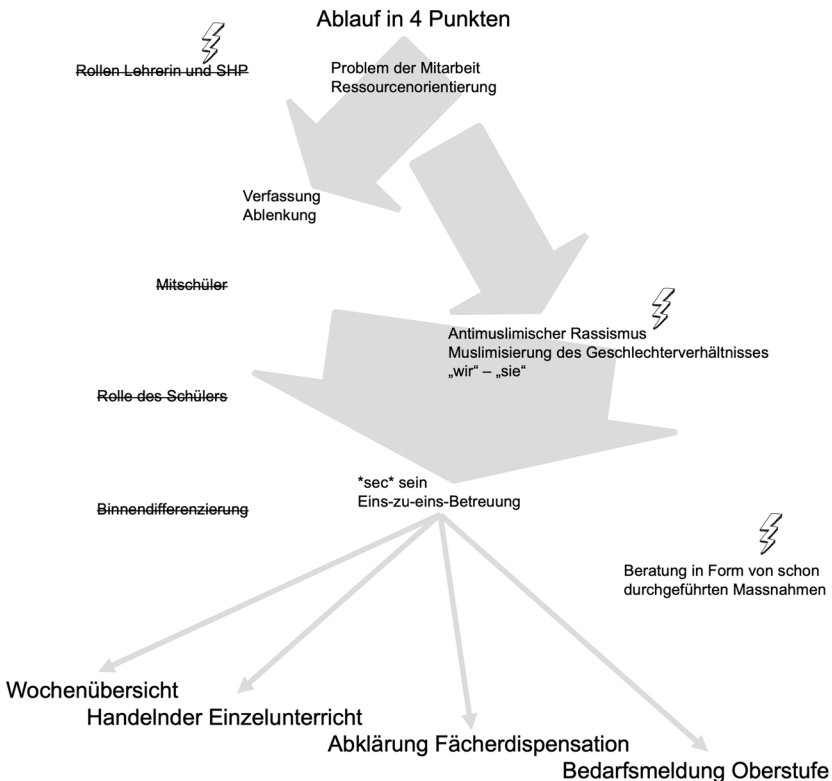 Ablauf in 4 Punkten
Rollen Lehrerin und SHP
Problem der Mitarbeit
Ressourcenorientierung
Verfassung
Ablenkung
Mitschüler
Antimuslimischer Rassismus
Muslimisierung des Geschlechterverhältnisses
„wir“ – „sie“
Rolle des Schülers
*sec* sein
Eins-zu-eins-Betreuung
Binnendifferenzierung
Beratung in Form von schon
durchgeführten Massnahmen
Wochenübersicht
Handelnder Einzelunterricht
Abklärung Fächerdispensation
Bedarfsmeldung Oberstufe